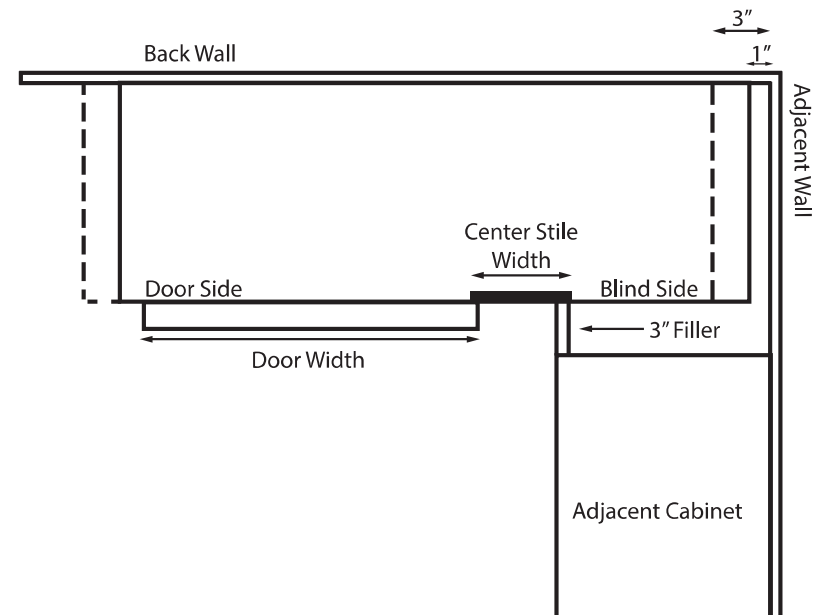 3”
Back Wall
1”
Adjacent Wall
Center Stile
Width
Door Side
Blind Side
3” Filler
Door Width
Adjacent Cabinet